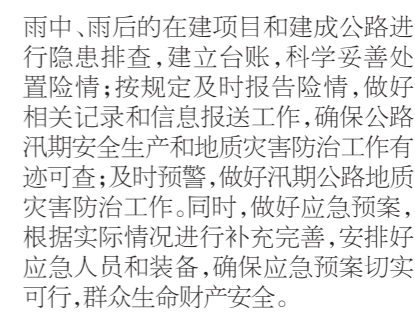 雨中、雨后的在建项目和建成公路进
行隐患排查,建立台账,科学妥善处
置险情;按规定及时报告险情,做好
相关记录和信息报送工作,确保公路
汛期安全生产和地质灾害防治工作有
迹可查;及时预警,做好汛期公路地质
灾害防治工作。同时,做好应急预案,
根据实际情况进行补充完善,安排好
应急人员和装备,确保应急预案切实
可行,群众生命财产安全。